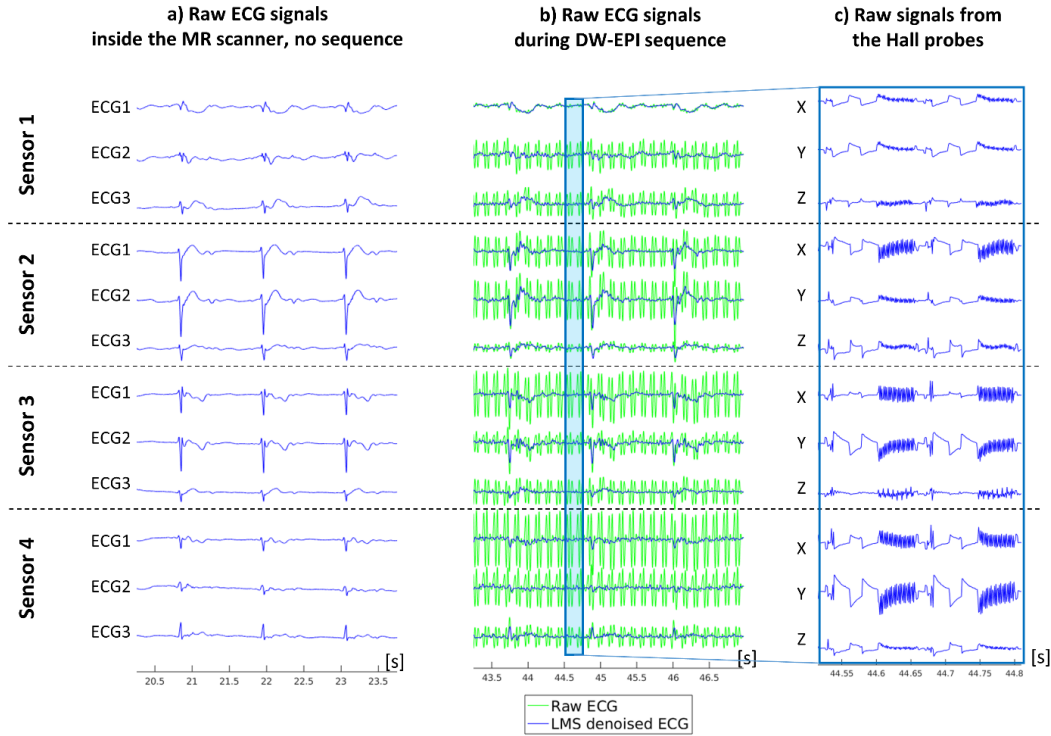 a) Raw ECG signals
inside the MR scanner, no sequence
b) Raw ECG signals
during DW-EPI sequence
c) Raw signals from
the Hall probes
Sensor 1
ECG1
ECG2
ECG3
X
Y
Z
Sensor 2
ECG1
ECG2
ECG3
X
Y
Z
Sensor 3
ECG1
ECG2
ECG3
X
Y
Z
Sensor 4
ECG1
ECG2
ECG3
X
Y
Z
[s]
20.5 21 21.5 22 22.5 23 23.5
[s]
43.5 44 44.5 45 45.5 46 46.5
[s]
44.55 44.6 44.65 44.7 44.75 44.8
Raw ECG
LMS denoised ECG